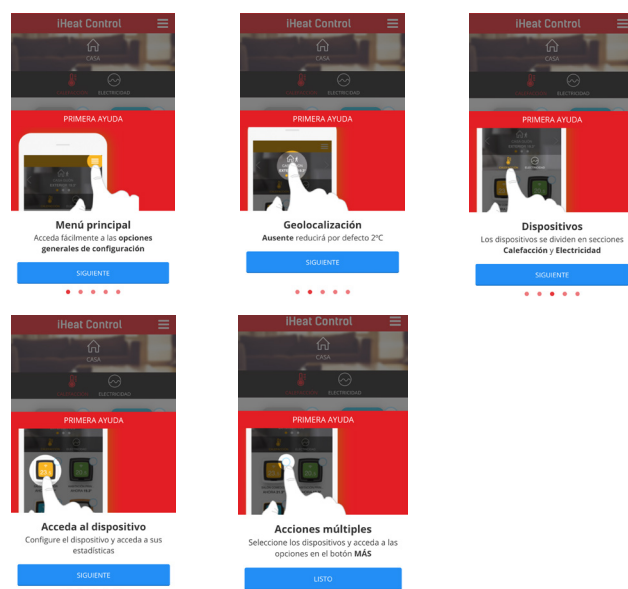 iHeat Control
CASA
ELECTRICIDAD
PRIMERA AYUDA
Menú principal
Acceda fácilmente a las opciones
generales de configuración
SIGUIENTE
iHeat Control
CASA
ELECTRICIDAD
PRIMERA AYUDA
Geolocalización
Ausente reducirá por defecto 2ºC
SIGUIENTE
iHeat Control
CASA
ELECTRICIDAD
PRIMERA AYUDA
Dispositivos
Los dispositivos se dividen en secciones
Calefacción y Electricidad
SIGUIENTE
iHeat Control
CASA
ELECTRICIDAD
PRIMERA AYUDA
Acceda al dispositivo
Configure el dispositivo y acceda a sus
estadísticas
SIGUIENTE
iHeat Control
CASA
ELECTRICIDAD
PRIMERA AYUDA
Acciones múltiples
Seleccione los dispositivos y acceda a las
opciones en el botón MÁS
LISTO